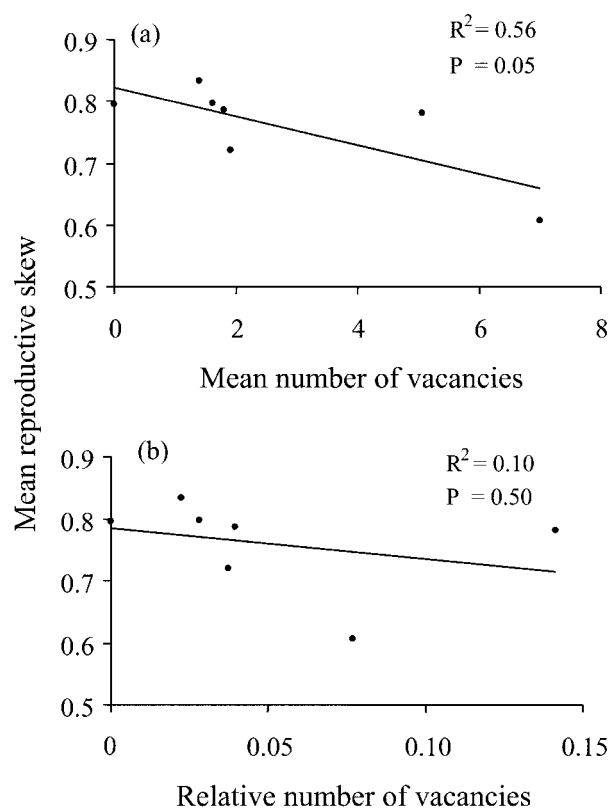 (a)
R² = 0.56
P = 0.05
0.9
0.8
0.7
0.6
0.5
0 2 4 6 8
Mean number of vacancies
Mean reproductive skew
(b)
R² = 0.10
P = 0.50
0.9
0.8
0.7
0.6
0.5
0 0.05 0.10 0.15
Relative number of vacancies